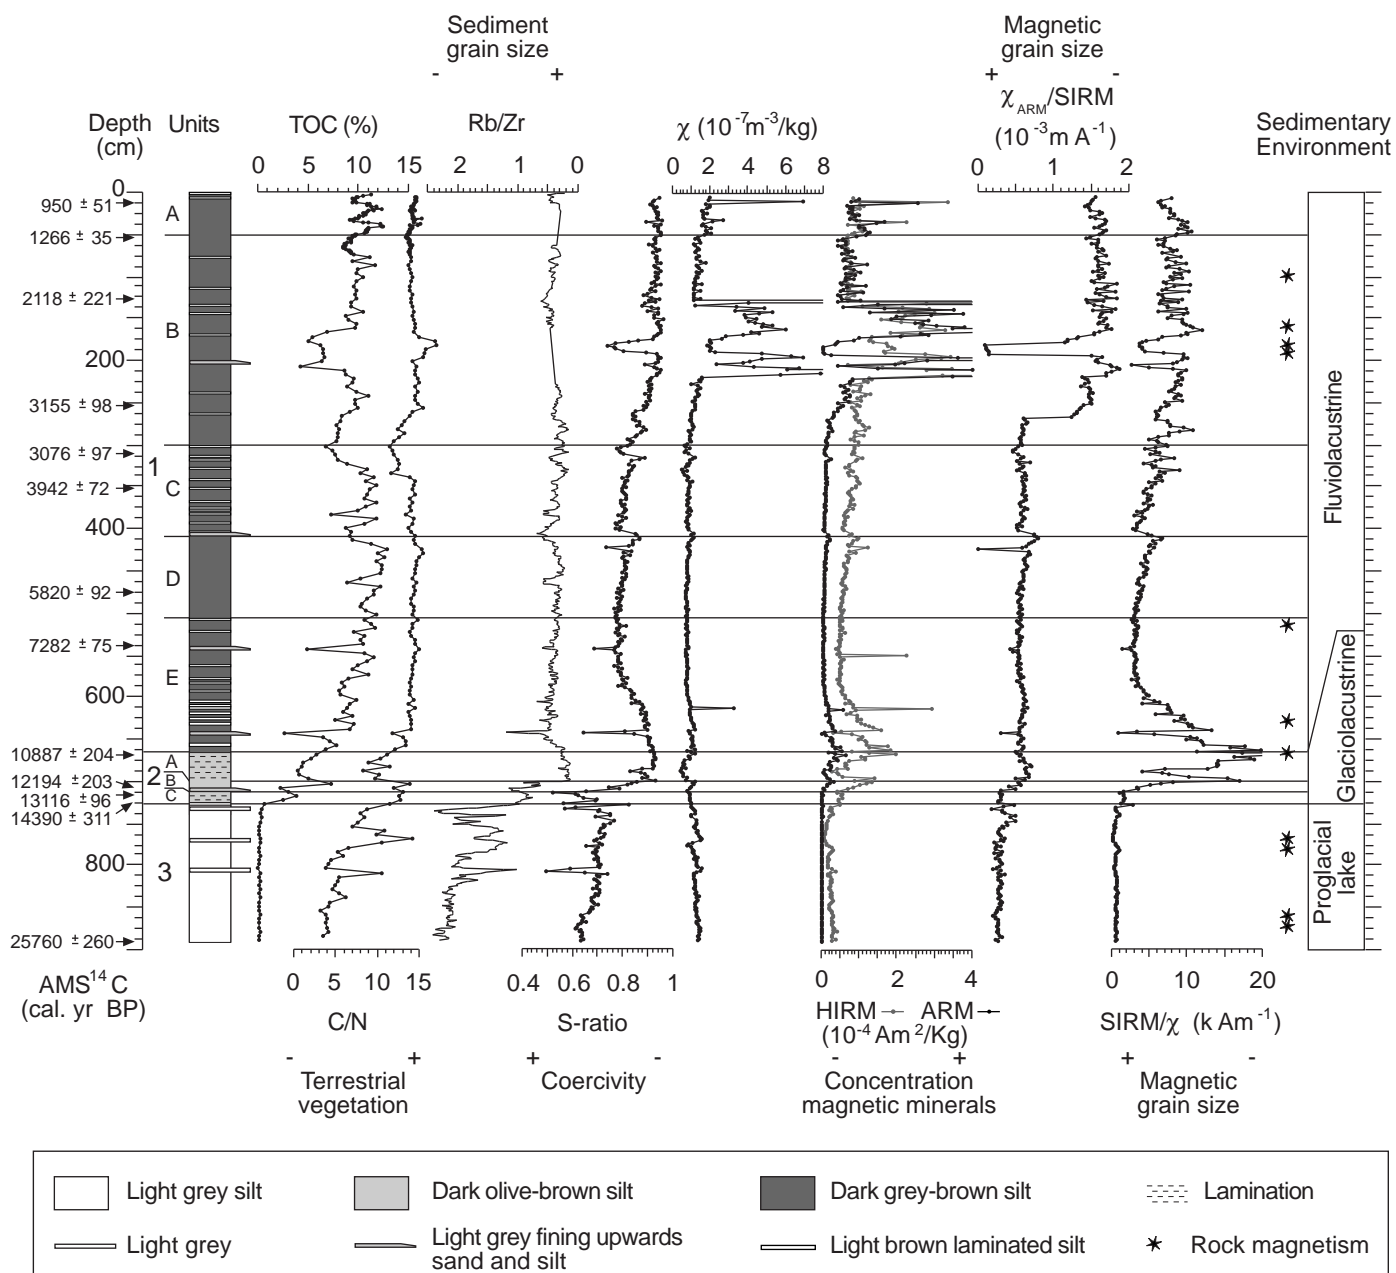 Sediment
grain size
- +
Magnetic
grain size
+ -
Depth
(cm)
Units
TOC (%)
Rb/Zr
χ (10-7m-3/kg)
χARM/SIRM
(10-3m A-1)
Sedimentary
Environment
0 5 10 15
2 1 0
0 2 4 6 8
0 1 2
0
200
400
600
800
950 ± 51
1266 ± 35
2118 ± 221
3155 ± 98
3076 ± 97
3942 ± 72
5820 ± 92
7282 ± 75
10887 ± 204
12194 ± 203
13116 ± 96
14390 ± 311
25760 ± 260
A
B
1
C
D
E
A
2
B
C
3
Fluviolacustrine
Glaciolacustrine
Proglacial
lake
AMS14C
(cal. yr BP)
0 5 10 15
0.4 0.6 0.8 1
0 2 4
0 10 20
C/N
S-ratio
HIRM ARM
(10-4 Am2/Kg)
SIRM/χ (k Am-1)
- +
Terrestrial
vegetation
+ -
Coercivity
- +
Concentration
magnetic minerals
+ -
Magnetic
grain size
Light grey silt
Dark olive-brown silt
Dark grey-brown silt
Lamination
Light grey
Light grey fining upwards
sand and silt
Light brown laminated silt
Rock magnetism